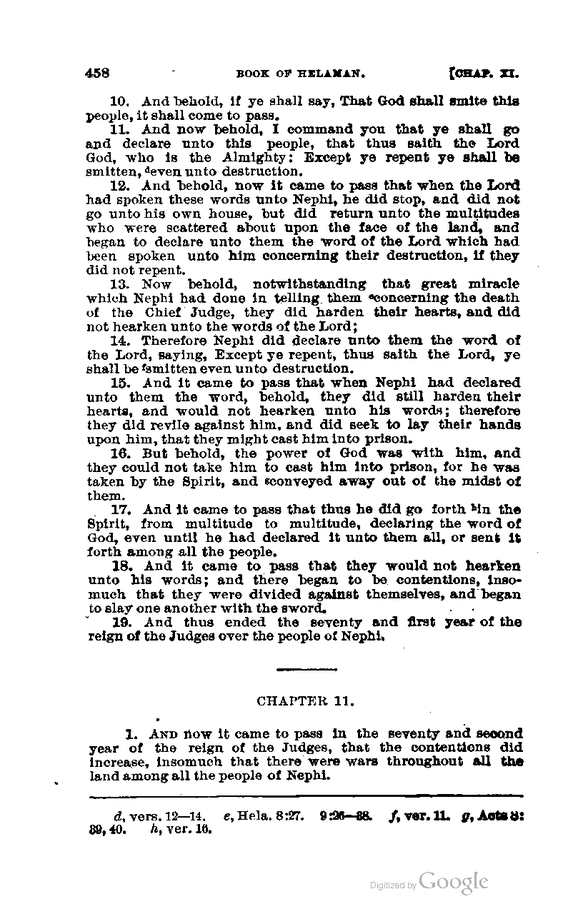 458 BOOK OF HELAMAN. [CHAP. XI.
10. And behold, if ye shall say, That God shall smite this
people, it shall come to pass.
11. And now behold, I command you that ye shall go
and declare unto this people, that thus saith the Lord
God, who is the Almighty: Except ye repent ye shall be
smitten, ᵈeven unto destruction.
12. And behold, now it came to pass that when the Lord
had spoken these words unto Nephi, he did stop, and did not
go unto his own house, but did return unto the multitudes
who were scattered about upon the face of the land, and
began to declare unto them the word of the Lord which had
been spoken unto him concerning their destruction, if they
did not repent.
13. Now behold, notwithstanding that great miracle
which Nephi had done in telling them ᵉconcerning the death
of the Chief Judge, they did harden their hearts, and did
not hearken unto the words of the Lord;
14. Therefore Nephi did declare unto them the word of
the Lord, saying, Except ye repent, thus saith the Lord, ye
shall be ᶠsmitten even unto destruction.
15. And it came to pass that when Nephi had declared
unto them the word, behold, they did still harden their
hearts, and would not hearken unto his words; therefore
they did revile against him, and did seek to lay their hands
upon him, that they might cast him into prison.
16. But behold, the power of God was with him, and
they could not take him to cast him into prison, for he was
taken by the Spirit, and ᵍconveyed away out of the midst of
them.
17. And it came to pass that thus he did go forth ʰin the
Spirit, from multitude to multitude, declaring the word of
God, even until he had declared it unto them all, or sent it
forth among all the people.
18. And it came to pass that they would not hearken
unto his words; and there began to be contentions, inso-
much that they were divided against themselves, and began
to slay one another with the sword.
19. And thus ended the seventy and first year of the
reign of the Judges over the people of Nephi.
CHAPTER 11.
1. AND now it came to pass in the seventy and second
year of the reign of the Judges, that the contentions did
increase, insomuch that there were wars throughout all the
land among all the people of Nephi.
d, vers. 12—14. e, Hela. 8:27. 9:26—38. f, ver. 11. g, Acts 8:
39, 40. h, ver. 16.
Digitized by Google